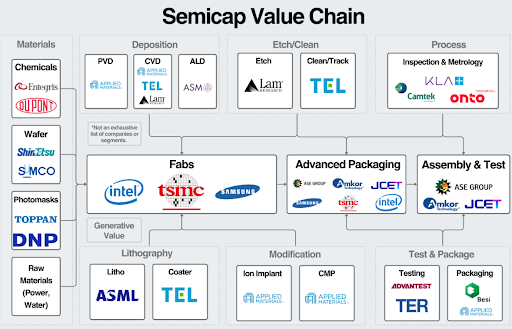 Semicap Value Chain
Materials
Chemicals
Entegris
DUPONT
Wafer
ShinEtsu
SUMCO
Photomasks
TOPPAN
DNP
Raw
Materials
(Power,
Water)
Deposition
PVD
APPLIED
MATERIALS
CVD
APPLIED
MATERIALS
TEL
Lam
RESEARCH
ALD
ASM
Etch/Clean
Etch
Lam
RESEARCH
Clean/Track
TEL
Process
Inspection & Metrology
KLA
Camtek
onto
*Not an exhaustive
list of companies or
segments.
Fabs
intel
tsmc
SAMSUNG
Advanced Packaging
ASE GROUP
Amkor
Technology
JCET
SAMSUNG
tsmc
intel
Assembly & Test
ASE GROUP
Amkor
Technology
JCET
Generative
Value
Lithography
Litho
ASML
Coater
TEL
Modification
Ion Implant
APPLIED
MATERIALS
CMP
APPLIED
MATERIALS
Test & Package
Testing
ADVANTEST
TER
Packaging
Besi
APPLIED
MATERIALS